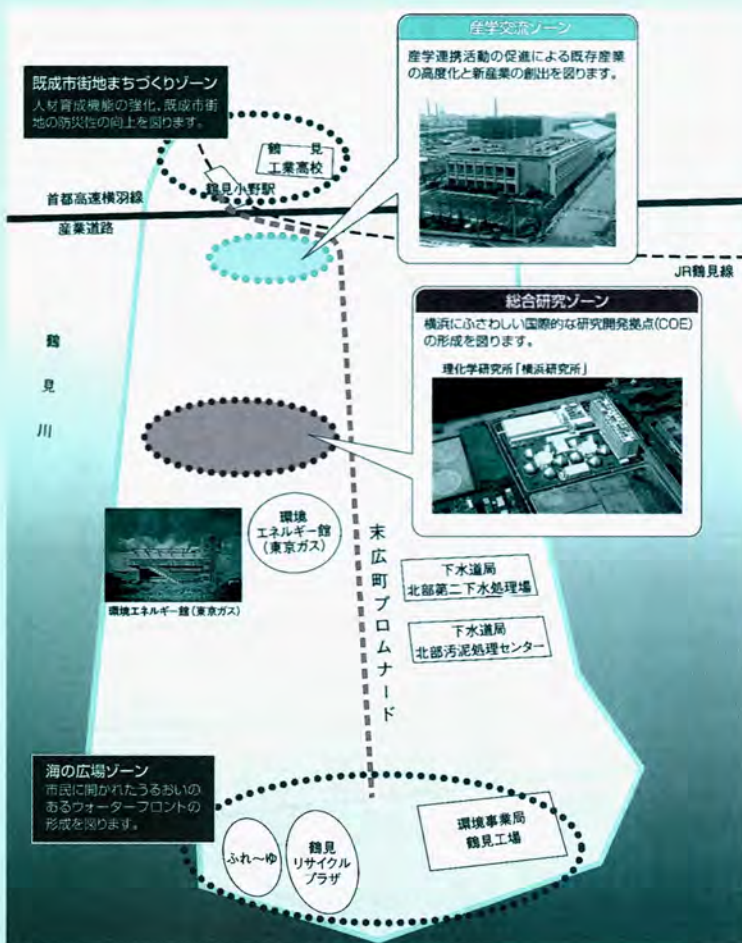 産学交流ゾーン
産学連携活動の促進による既存産業
の高度化と新産業の創出を図ります。
既成市街地まちづくりゾーン
人材育成機能の強化、既成市街
地の防災性の向上を図ります。
鶴見
工業高校
鶴見小野駅
首都高速横羽線
産業道路
JR鶴見線
総合研究ゾーン
横浜にふさわしい国際的な研究開発拠点(COE)
の形成を図ります。
理化学研究所「横浜研究所」
鶴見川
環境
エネルギー館
(東京ガス)
環境エネルギー館(東京ガス)
末広町プロムナード
下水道局
北部第二下水処理場
下水道局
北部汚泥処理センター
海の広場ゾーン
市民に開かれたうるおいの
あるウォーターフロントの
形成を図ります。
ふれ〜ゆ
鶴見
リサイクル
プラザ
環境事業局
鶴見工場